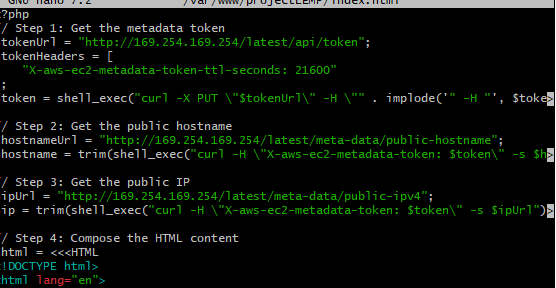 GNU nano 7.2 /var/www/projectLEMP/index.html
<?php
// Step 1: Get the metadata token
tokenUrl = "http://169.254.169.254/latest/api/token";
tokenHeaders = [
"X-aws-ec2-metadata-token-ttl-seconds: 21600"
;
token = shell_exec("curl -X PUT \"$tokenUrl\" -H \"" . implode('" -H "', $toke>
// Step 2: Get the public hostname
hostnameUrl = "http://169.254.169.254/latest/meta-data/public-hostname";
hostname = trim(shell_exec("curl -H \"X-aws-ec2-metadata-token: $token\" -s $h>
// Step 3: Get the public IP
ipUrl = "http://169.254.169.254/latest/meta-data/public-ipv4";
ip = trim(shell_exec("curl -H \"X-aws-ec2-metadata-token: $token\" -s $ipUrl")>
// Step 4: Compose the HTML content
html = <<<HTML
<!DOCTYPE html>
<html lang="en">